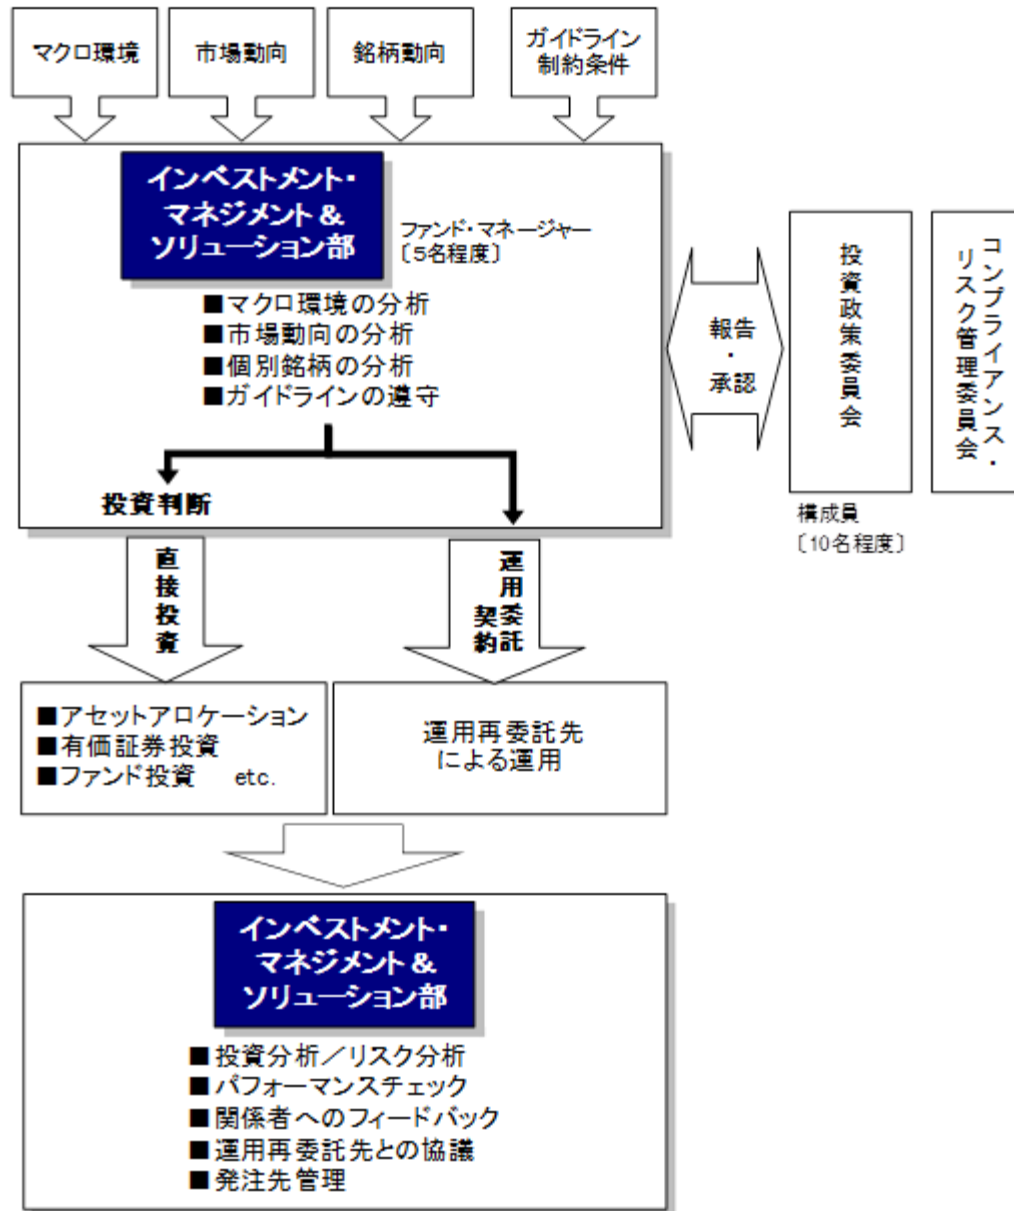 マクロ環境
市場動向
銘柄動向
ガイドライン
制約条件
インベストメント・
マネジメント＆
ソリューション部
ファンド・マネージャー
〔5名程度〕
■マクロ環境の分析
■市場動向の分析
■個別銘柄の分析
■ガイドラインの遵守
投資判断
報告
・
承認
投資政策委員会
コンプライアンス・
リスク管理委員会
構成員
〔10名程度〕
直接投資
運用委託
契約
■アセットアロケーション
■有価証券投資
■ファンド投資　etc.
運用再委託先
による運用
インベストメント・
マネジメント＆
ソリューション部
■投資分析／リスク分析
■パフォーマンスチェック
■関係者へのフィードバック
■運用再委託先との協議
■発注先管理